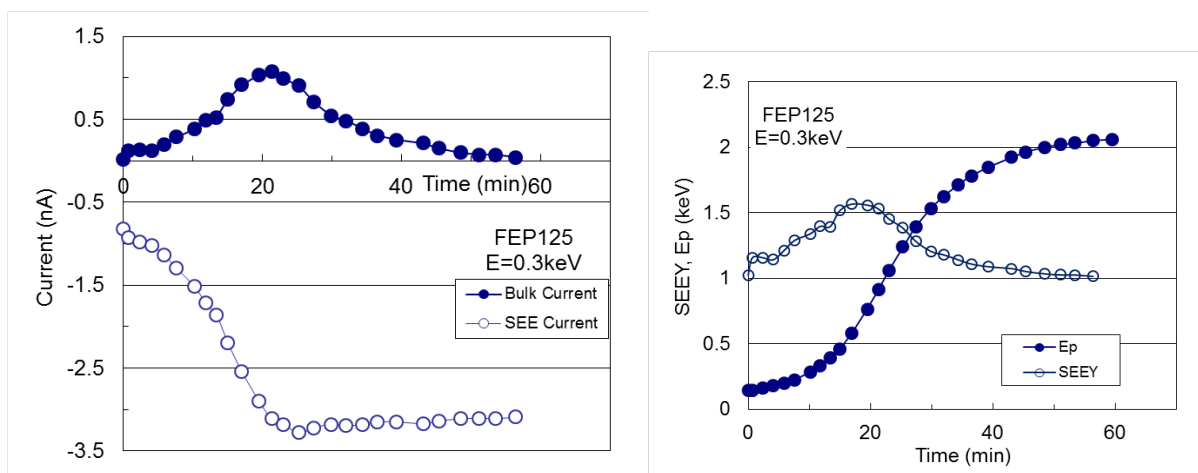 1.5
0.5
-0.5
-1.5
-2.5
-3.5
Current (nA)
0
20
40
60
Time (min)
FEP125
E=0.3keV
Bulk Current
SEE Current
2.5
2
1.5
1
0.5
0
SEEY, Ep (keV)
FEP125
E=0.3keV
Ep
SEEY
0
20
40
60
Time (min)